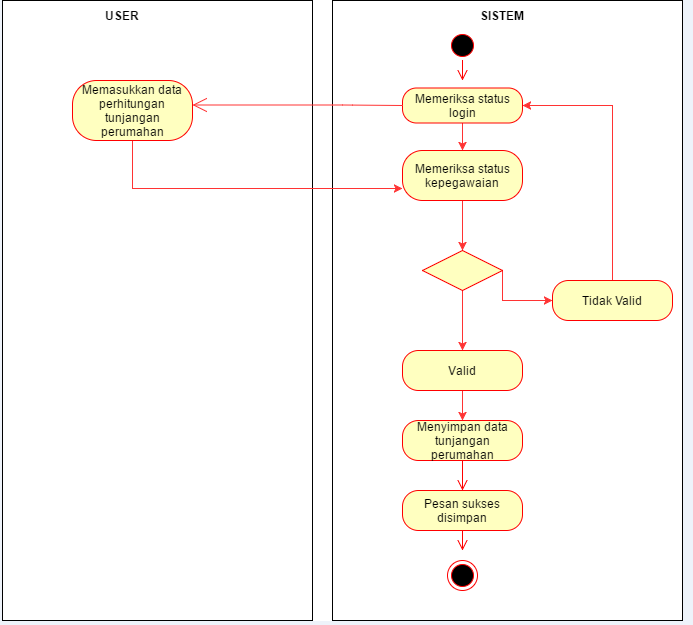 USER
SISTEM
Memasukkan data
perhitungan
tunjangan
perumahan
Memeriksa status
login
Memeriksa status
kepegawaian
Tidak Valid
Valid
Menyimpan data
tunjangan
perumahan
Pesan sukses
disimpan